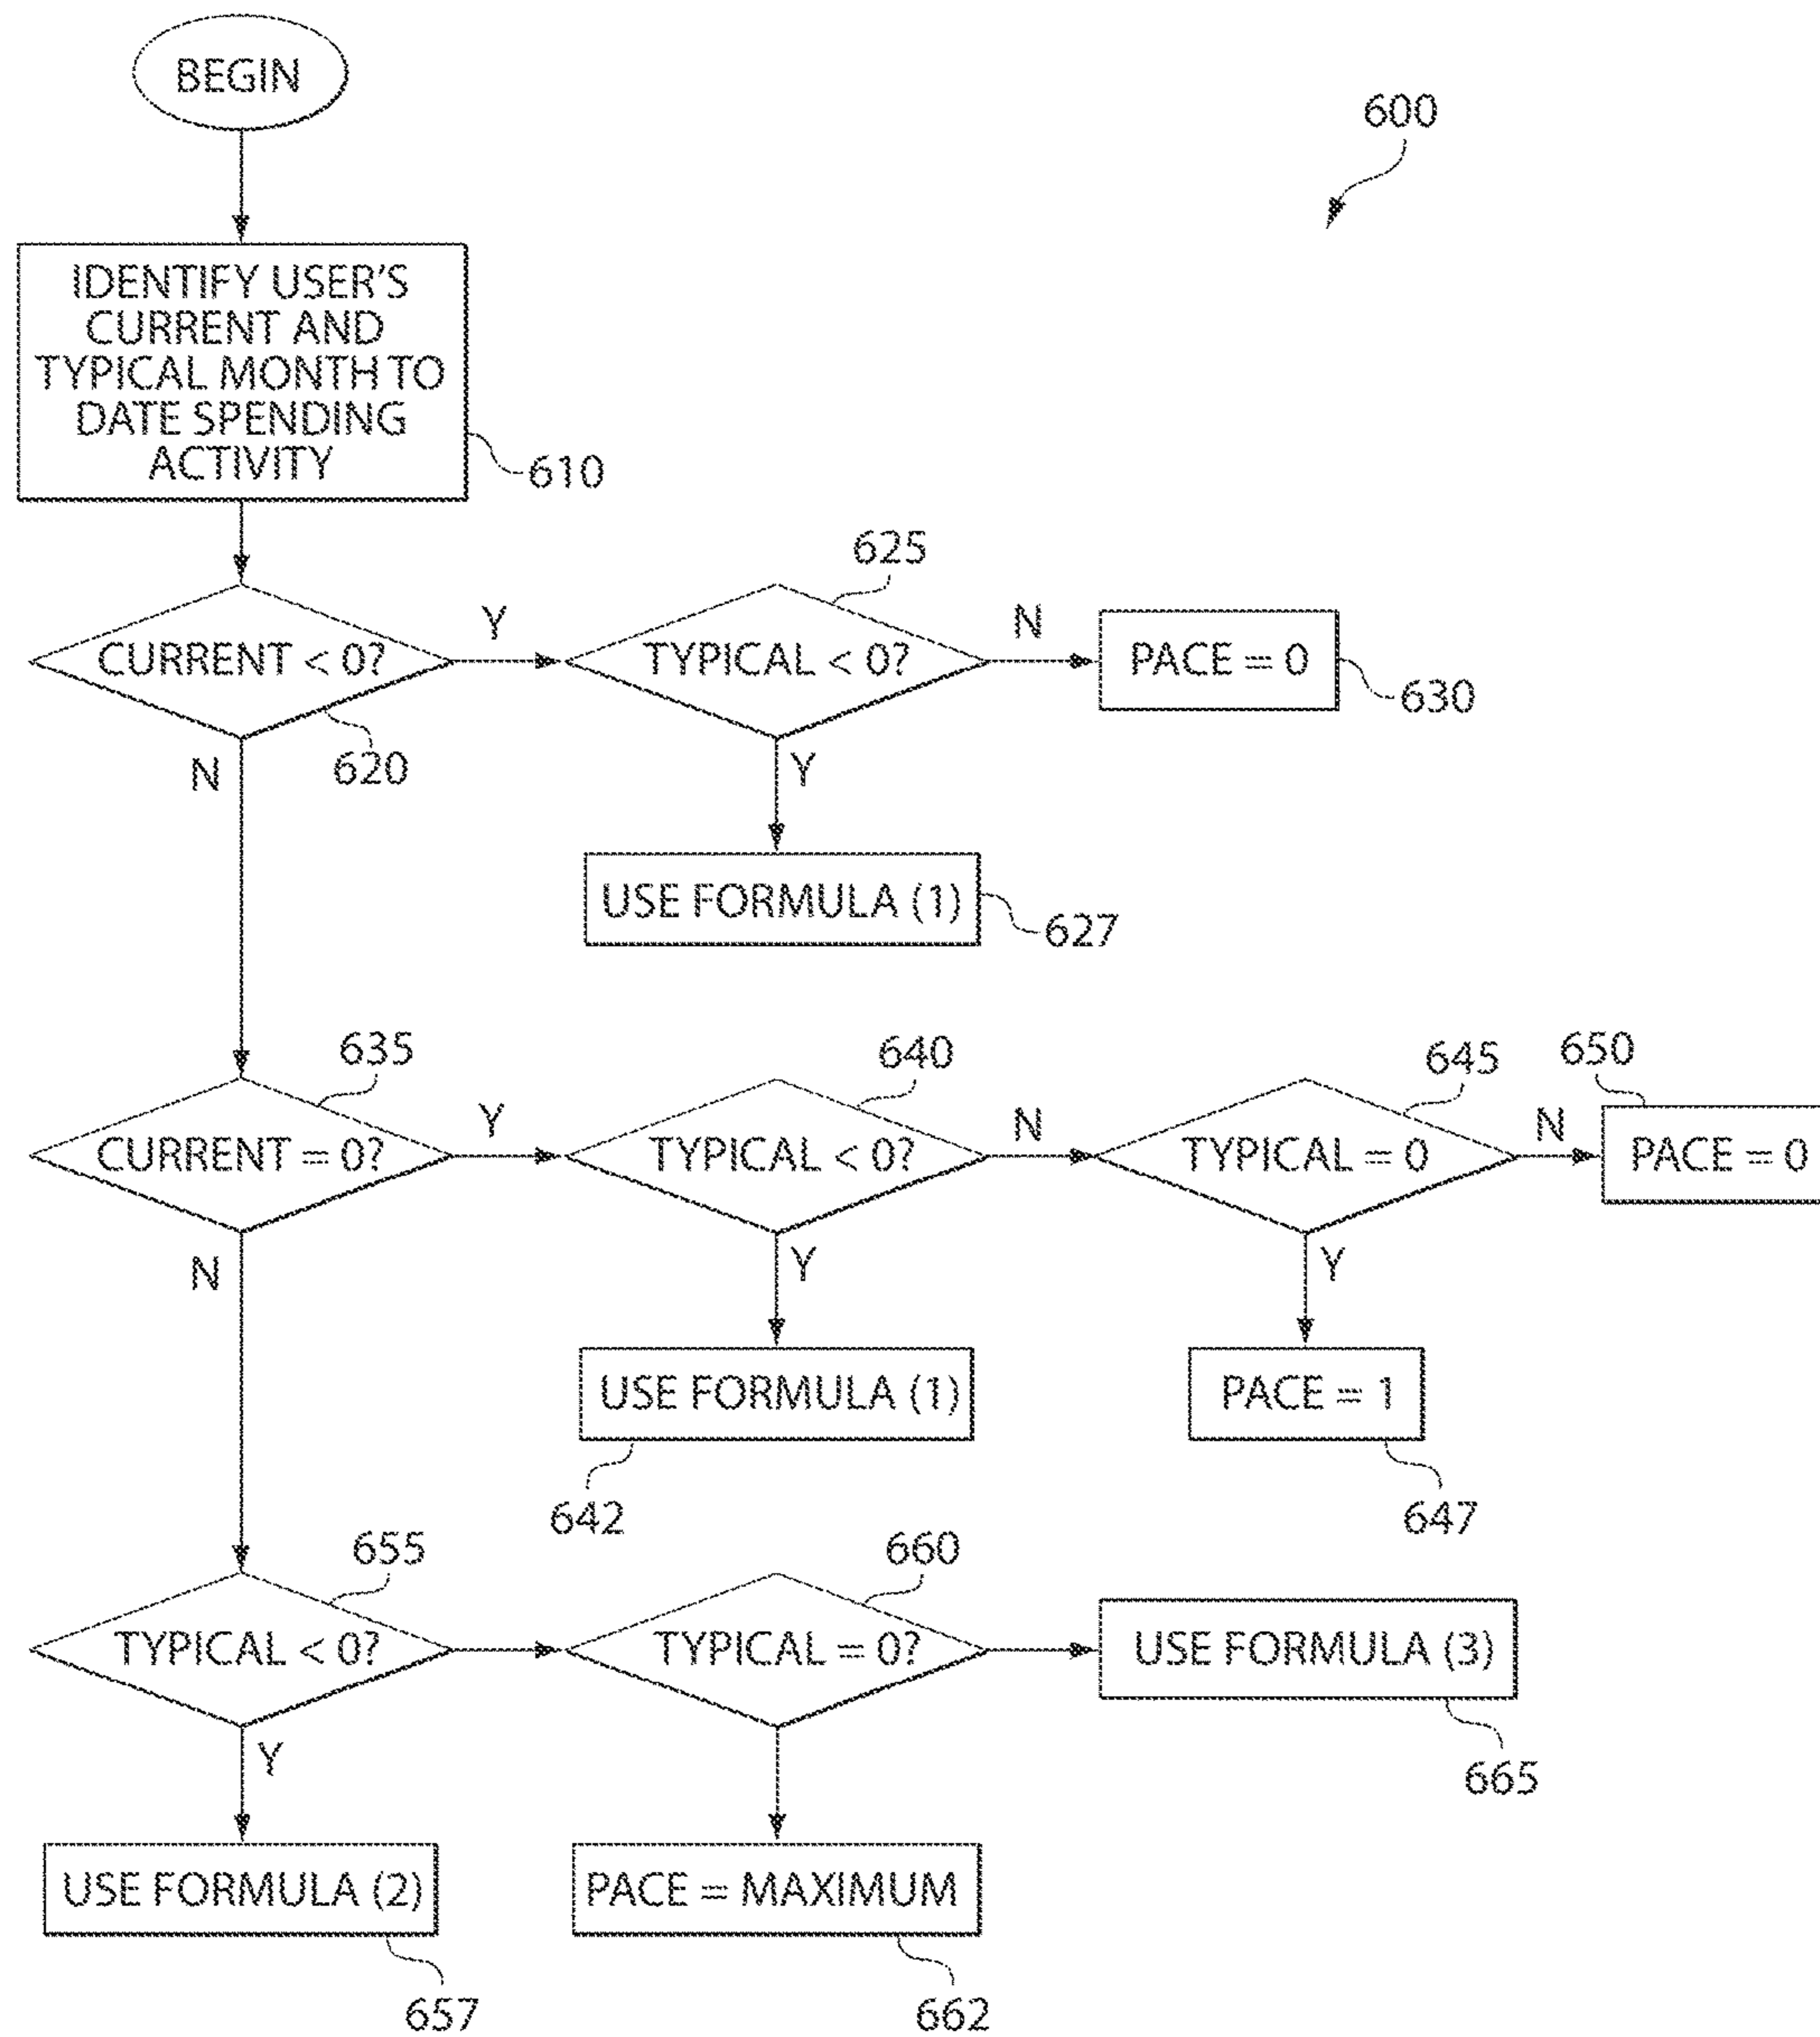 BEGIN
600
IDENTIFY USER'S
CURRENT AND
TYPICAL MONTH TO
DATE SPENDING
ACTIVITY
610
625
CURRENT < 0?
Y
TYPICAL < 0?
N
PACE = 0
630
620
N
Y
USE FORMULA (1)
627
635
640
645
650
CURRENT = 0?
Y
TYPICAL < 0?
N
TYPICAL = 0
N
PACE = 0
N
Y
Y
USE FORMULA (1)
PACE = 1
642
647
655
660
TYPICAL < 0?
TYPICAL = 0?
USE FORMULA (3)
665
Y
USE FORMULA (2)
PACE = MAXIMUM
657
662